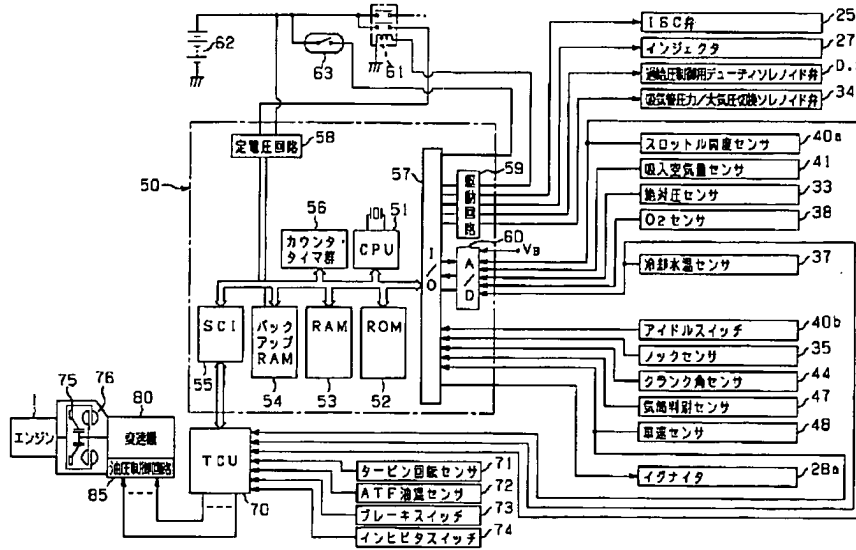 ISC弁 25
インジェクタ 27
過給圧制御用デューティソレノイド弁 D.
吸気管圧力/大気圧切換ソレノイド弁 34
62
63
61
定電圧回路 58
50
57
59
駆動回路
スロットル開度センサ 40a
吸入空気量センサ 41
絶対圧センサ 33
O2センサ 38
56
51
カウンタ・タイマ群
CPU
I/O
60
A/D
VB
冷却水温センサ 37
SCI
バックアップRAM
RAM
ROM
55
54
53
52
アイドルスイッチ 40b
ノックセンサ 35
クランク角センサ 44
気筒判別センサ 47
車速センサ 48
イグナイタ 28a
1
75
76
80
エンジン
変速機
油圧制御回路
85
TCU
70
タービン回転センサ 71
ATF油温センサ 72
ブレーキスイッチ 73
インヒビタスイッチ 74